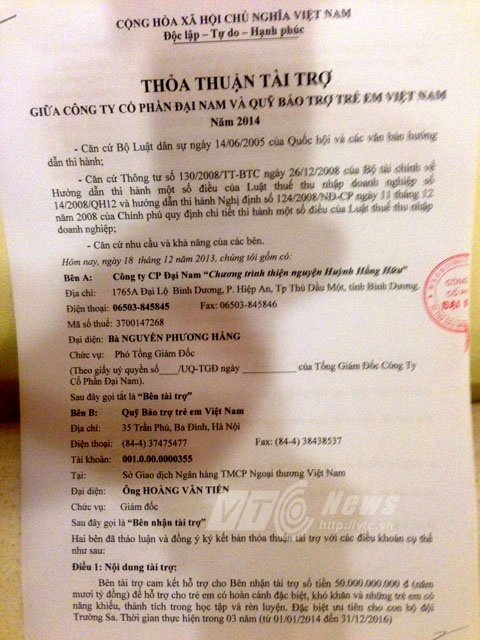 CỘNG HÒA XÃ HỘI CHỦ NGHĨA VIỆT NAM
Độc lập – Tự do – Hạnh phúc
THỎA THUẬN TÀI TRỢ
GIỮA CÔNG TY CỔ PHẦN ĐẠI NAM VÀ QUỸ BẢO TRỢ TRẺ EM VIỆT NAM
Năm 2014
- Căn cứ Bộ Luật dân sự ngày 14/06/2005 của Quốc hội và các văn bảo hướng
dẫn thi hành;
- Căn cứ Thông tư số 130/2008/TT-BTC ngày 26/12/2008 của Bộ tài chính về
Hướng dẫn thi hành một số điều của Luật thuế thu nhập doanh nghiệp số
14/2008/QH12 và hướng dẫn thi hành Nghị định số 124/2008/NĐ-CP ngày 11 tháng 12
năm 2008 của Chính phủ quy định chi tiết thi hành một số điều của Luật thuế thu nhập
doanh nghiệp;
- Căn cứ nhu cầu và khả năng của các bên.
Hôm nay, ngày 18 tháng 12 năm 2013, chúng tôi gồm có:
Bên A: Công ty CP Đại Nam “Chương trình thiện nguyện Huỳnh Hằng Hữu”
Địa chỉ: 1765A Đại Lộ Bình Dương, P. Hiệp An, Tp Thủ Dầu Một, tỉnh Bình Dương.
Điện thoại: 06503-845845 Fax: 06503-845846
Mã số thuế: 3700147268
Đại diện: Bà NGUYỄN PHƯƠNG HẰNG
Chức vụ: Phó Tổng Giám Đốc
(Theo giấy uỷ quyền số___/UQ-TGĐ ngày __________ của Tổng Giám Đốc Công Ty
Cổ Phần Đại Nam).
Sau đây gọi tắt là “Bên tài trợ”
Bên B: Quỹ Bảo trợ trẻ em Việt Nam
Địa chỉ: 35 Trần Phú, Ba Đình, Hà Nội
Điện thoại: (84-4) 37475477 Fax: (84-4) 38438537
Tài khoản: 001.0.00.0000355
Tại: Sở Giao dịch Ngân hàng TMCP Ngoại thương Việt Nam
Đại diện: Ông HOÀNG VĂN TIẾN
Chức vụ: Giám đốc
Sau đây gọi là “Bên nhận tài trợ”
VTC News
http://vtc.vn
Hai bên đã thảo luận và đồng ý ký kết bản thỏa thuận tài trợ với các điều khoản cụ thể
như sau:
Điều 1: Nội dung tài trợ:
Bên tài trợ cam kết hỗ trợ cho Bên nhận tài trợ số tiền 50.000.000.000 đ (năm
mươi tỷ đồng) để hỗ trợ cho trẻ em có hoàn cảnh đặc biệt, khó khăn và những trẻ em có
năng khiếu, thành tích trong học tập và rèn luyện. Đặc biệt ưu tiên cho con bộ đội
Trường Sa. Thời gian thực hiện trong 03 năm (từ 01/01/2014 đến 31/12/2016)